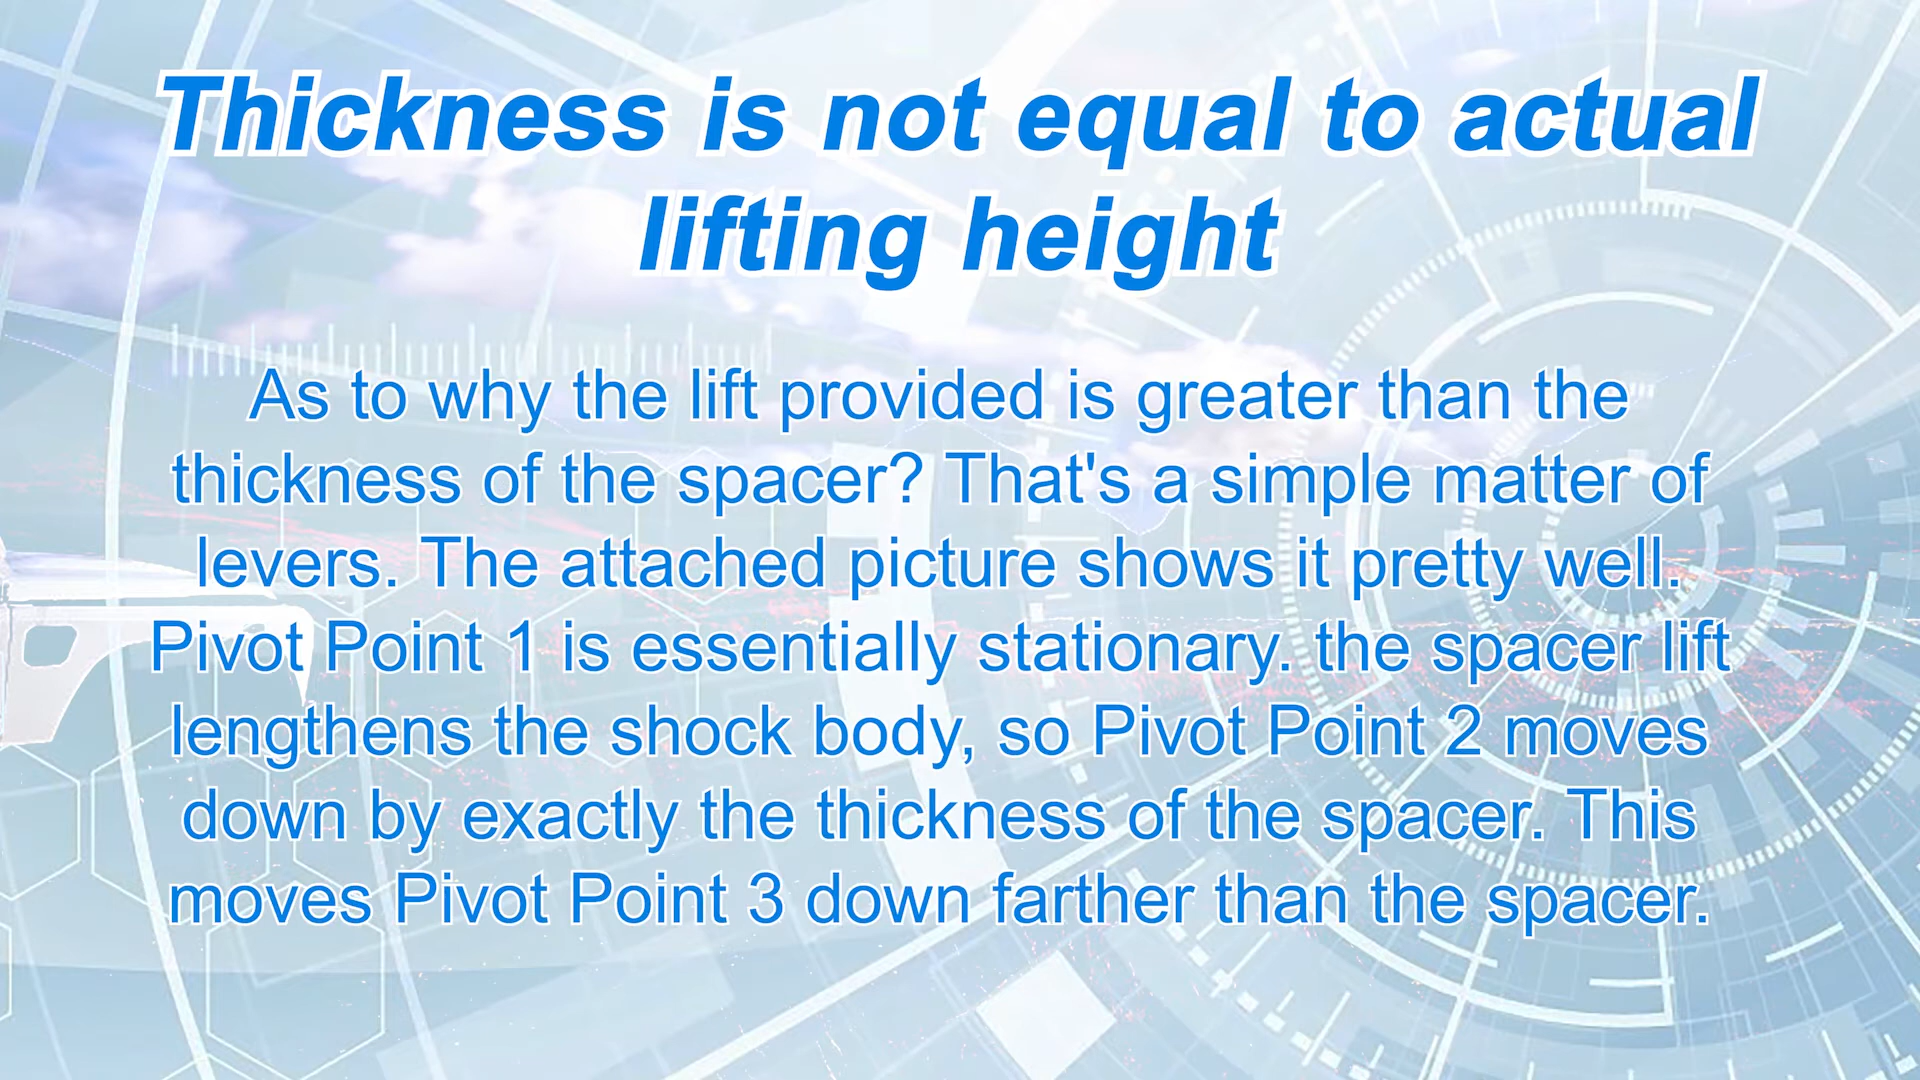 Thickness is not equal to actual
lifting height
As to why the lift provided is greater than the
thickness of the spacer? That's a simple matter of
levers. The attached picture shows it pretty well.
Pivot Point 1 is essentially stationary. the spacer lift
lengthens the shock body, so Pivot Point 2 moves
down by exactly the thickness of the spacer. This
moves Pivot Point 3 down farther than the spacer.